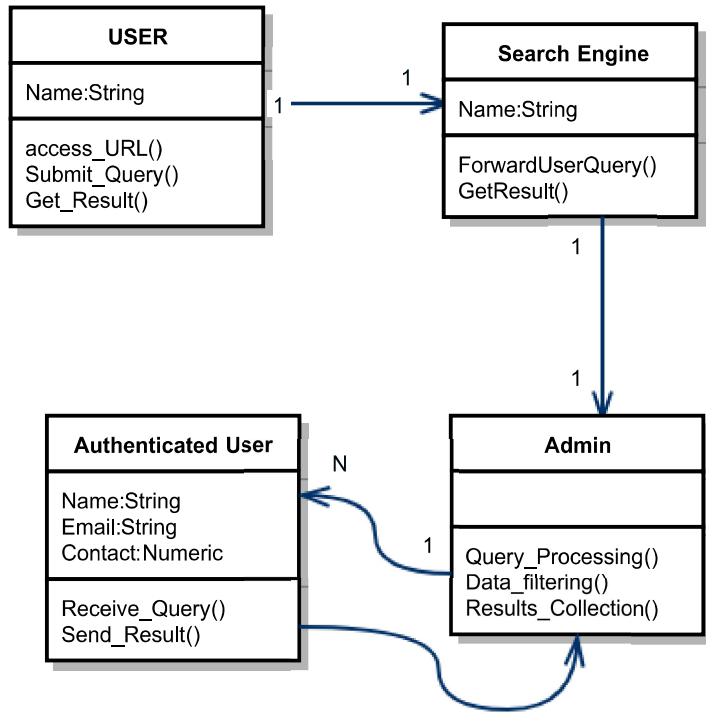 USER
Name:String
access_URL()
Submit_Query()
Get_Result()
1
1
Search Engine
Name:String
ForwardUserQuery()
GetResult()
1
1
Authenticated User
Name:String
Email:String
Contact:Numeric
Receive_Query()
Send_Result()
N
1
Admin
Query_Processing()
Data_filtering()
Results_Collection()